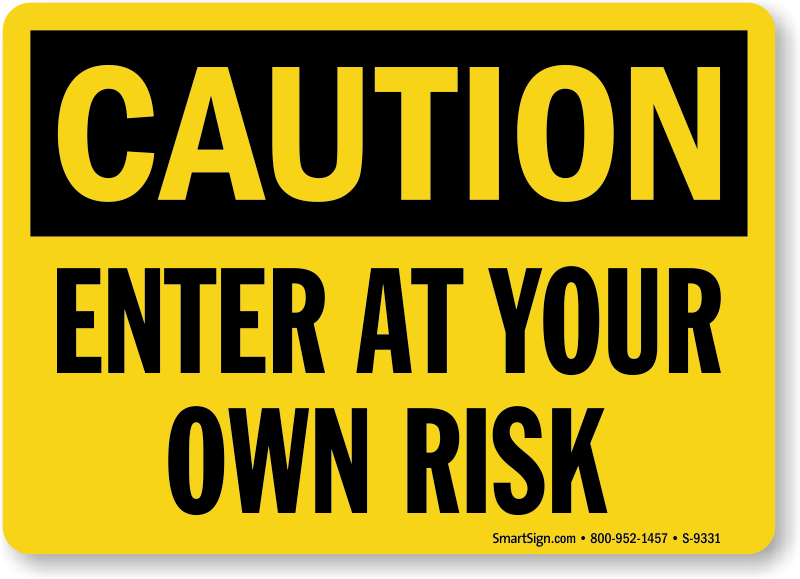 CAUTION
ENTER AT YOUR
OWN RISK
SmartSign.com • 800-952-1457 • S-9331